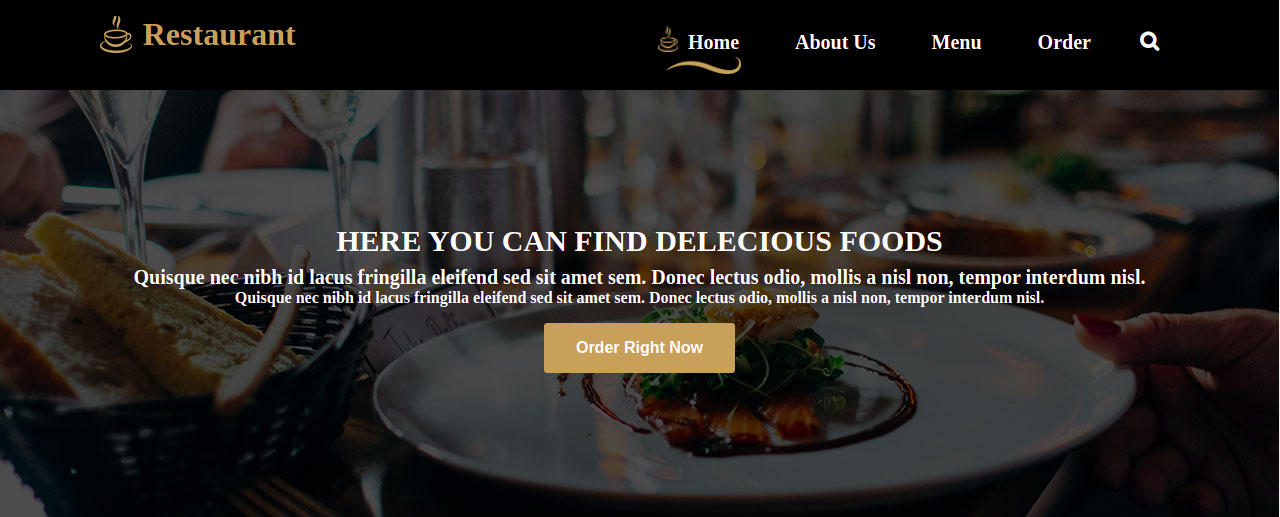 Restaurant
Home About Us Menu Order
HERE YOU CAN FIND DELECIOUS FOODS
Quisque nec nibh id lacus fringilla eleifend sed sit amet sem. Donec lectus odio, mollis a nisl non, tempor interdum nisl.
Quisque nec nibh id lacus fringilla eleifend sed sit amet sem. Donec lectus odio, mollis a nisl non, tempor interdum nisl.
Order Right Now